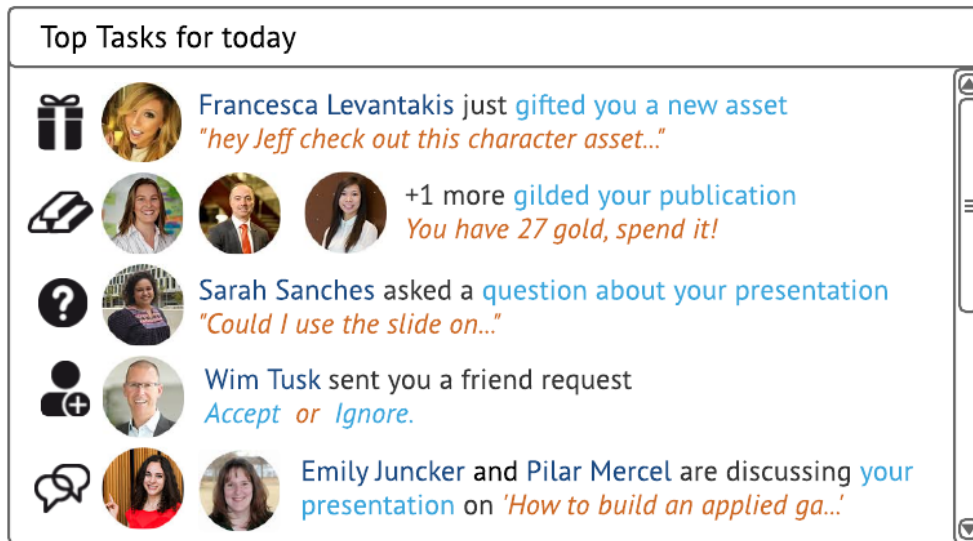 Top Tasks for today
Francesca Levantakis just gifted you a new asset
"hey Jeff check out this character asset..."
+1 more gilded your publication
You have 27 gold, spend it!
Sarah Sanches asked a question about your presentation
"Could I use the slide on..."
Wim Tusk sent you a friend request
Accept or Ignore.
Emily Juncker and Pilar Mercel are discussing your
presentation on 'How to build an applied ga...'